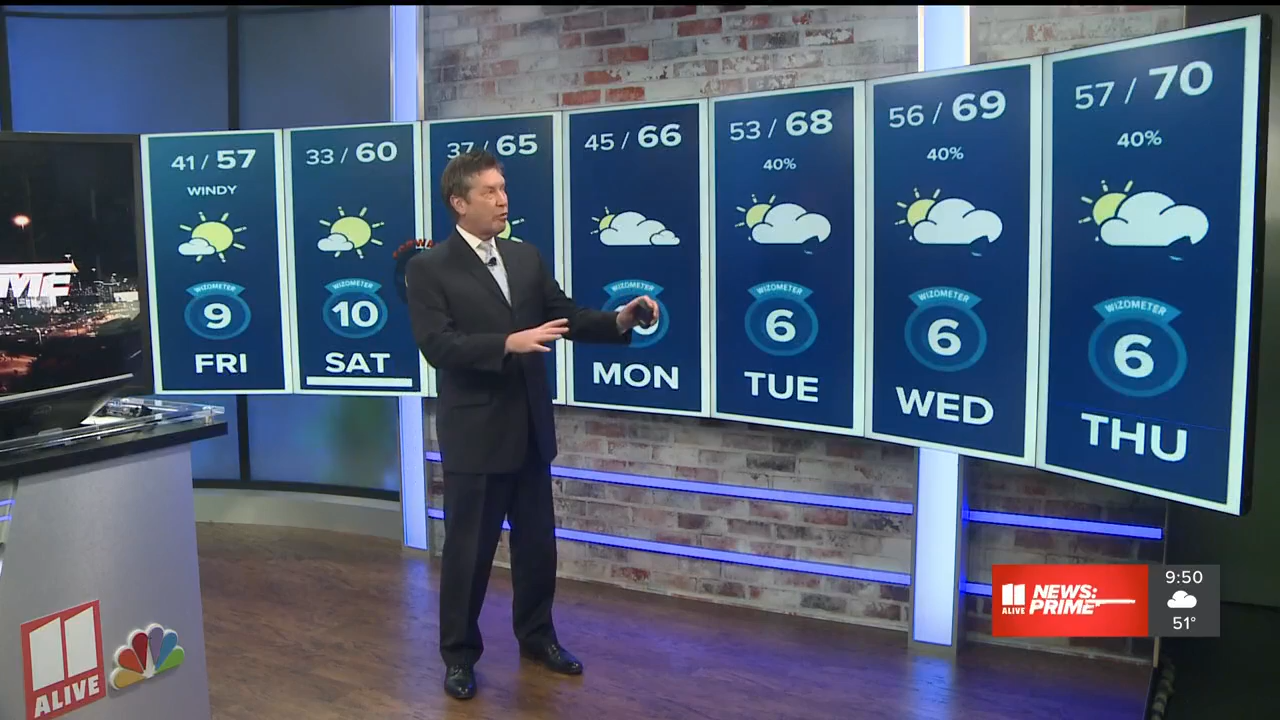 41 / 57
WINDY
WIZOMETER
9
FRI
33 / 60
WIZOMETER
10
SAT
37 / 65
45 / 66
WIZOMETER
MON
53 / 68
40%
WIZOMETER
6
TUE
56 / 69
40%
WIZOMETER
6
WED
57 / 70
40%
WIZOMETER
6
THU
11
ALIVE
11
ALIVE
NEWS:
PRIME
9:50
51°